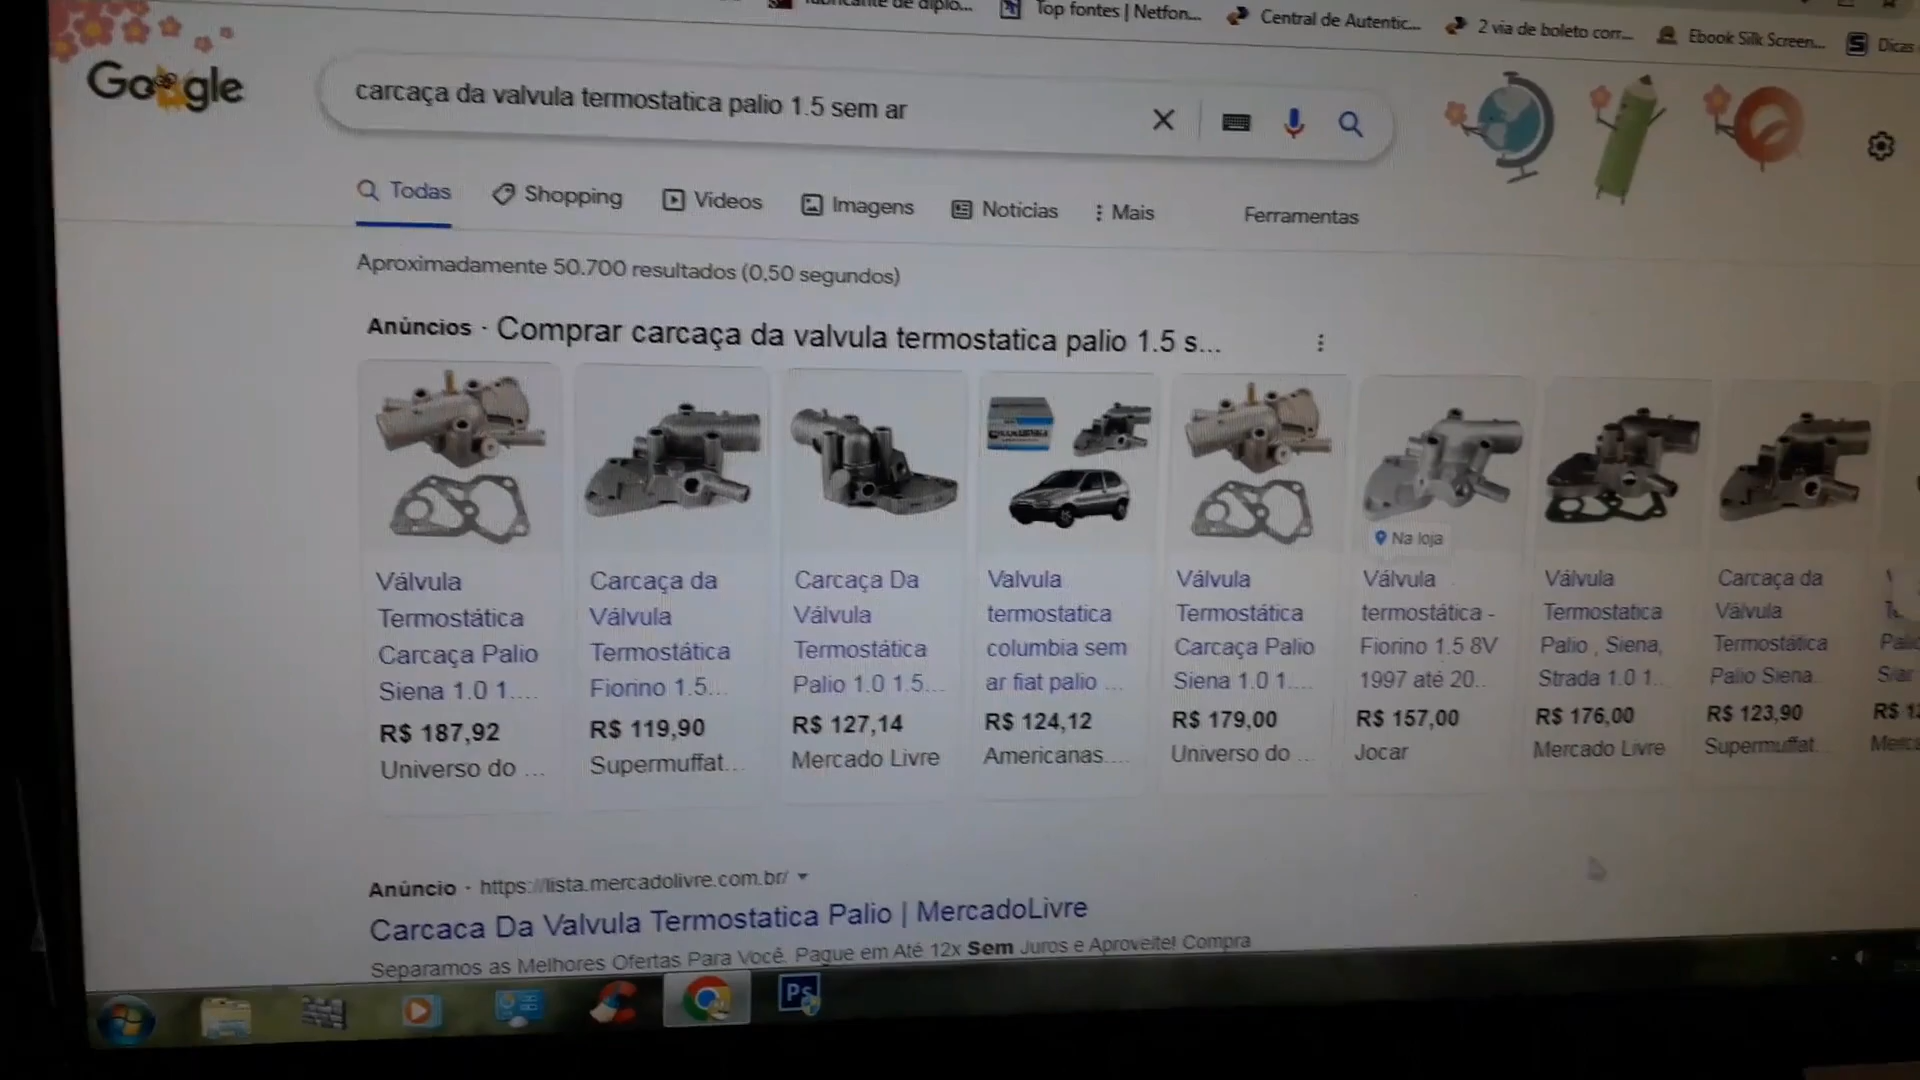 Top fontes | Netfon...
Central de Autentic...
2 via de boleto corr...
Ebook Silk Screen...
Dicas
Google
carcaça da valvula termostatica palio 1.5 sem ar
Todas
Shopping
Vídeos
Imagens
Notícias
Mais
Ferramentas
Aproximadamente 50.700 resultados (0,50 segundos)
Anúncios · Comprar carcaça da valvula termostatica palio 1.5 s...
Válvula
Termostática
Carcaça Palio
Siena 1.0 1....
R$ 187,92
Universo do ...
Carcaça da
Válvula
Termostática
Fiorino 1.5...
R$ 119,90
Supermuffat...
Carcaça Da
Válvula
Termostática
Palio 1.0 1.5...
R$ 127,14
Mercado Livre
Valvula
termostatica
columbia sem
ar fiat palio ...
R$ 124,12
Americanas....
Válvula
Termostática
Carcaça Palio
Siena 1.0 1....
R$ 179,00
Universo do ...
Na loja
Válvula
termostática -
Fiorino 1.5 8V
1997 até 20..
R$ 157,00
Jocar
Válvula
Termostatica
Palio , Siena,
Strada 1.0 1..
R$ 176,00
Mercado Livre
Carcaça da
Válvula
Termostática
Palio Siena
R$ 123,90
Supermuffat
Anúncio · https://lista.mercadolivre.com.br/
Carcaca Da Valvula Termostatica Palio | MercadoLivre
Separamos as Melhores Ofertas Para Você. Pague em Até 12x Sem Juros e Aproveite! Compra
Ps